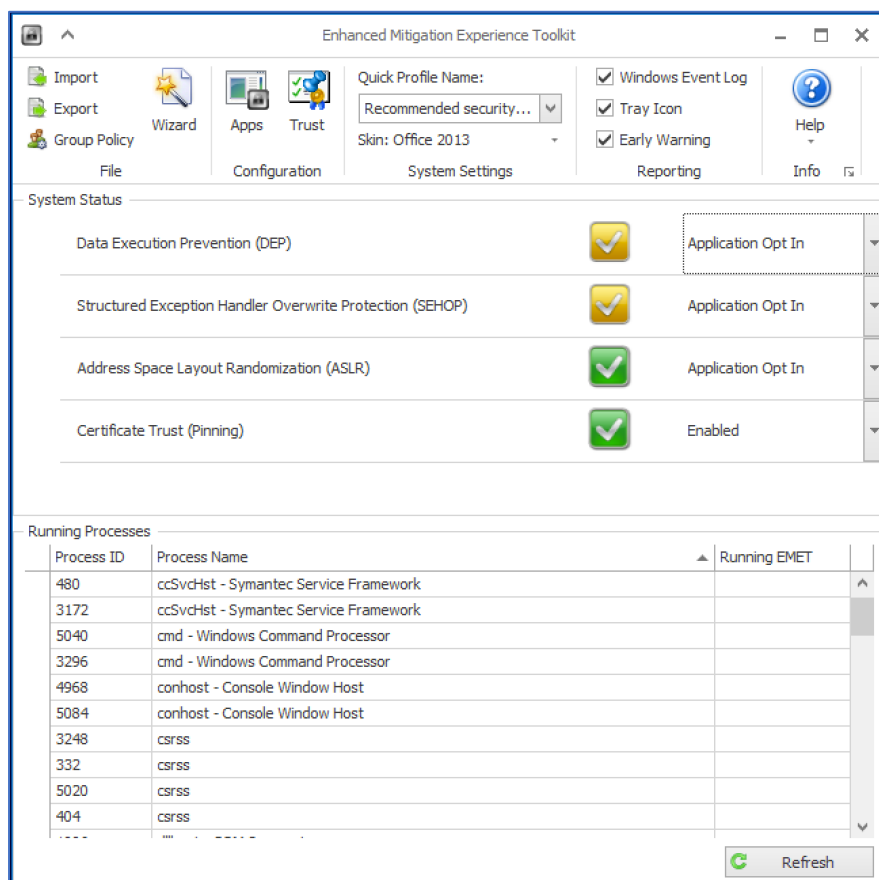 Enhanced Mitigation Experience Toolkit
Import
Export
Group Policy
Wizard
File
Apps
Trust
Configuration
Quick Profile Name:
Recommended security...
Skin: Office 2013
System Settings
Windows Event Log
Tray Icon
Early Warning
Reporting
Help
Info
System Status
Data Execution Prevention (DEP) Application Opt In
Structured Exception Handler Overwrite Protection (SEHOP) Application Opt In
Address Space Layout Randomization (ASLR) Application Opt In
Certificate Trust (Pinning) Enabled
Running Processes
Process ID Process Name Running EMET
480 ccSvcHst - Symantec Service Framework
3172 ccSvcHst - Symantec Service Framework
5040 cmd - Windows Command Processor
3296 cmd - Windows Command Processor
4968 conhost - Console Window Host
5084 conhost - Console Window Host
3248 csrss
332 csrss
5020 csrss
404 csrss
Refresh